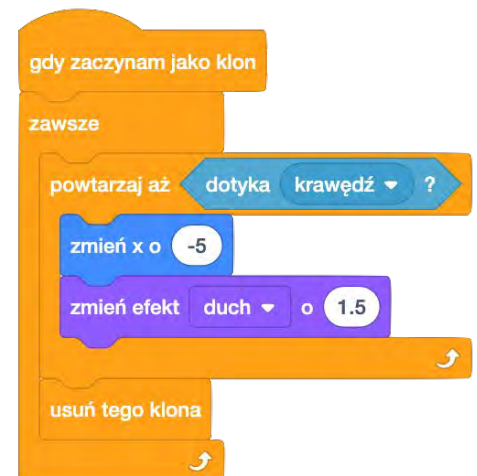 gdy zaczynam jako klon
zawsze
powtarzaj aż dotyka krawędź ?
zmień x o -5
zmień efekt duch o 1.5
usuń tego klona